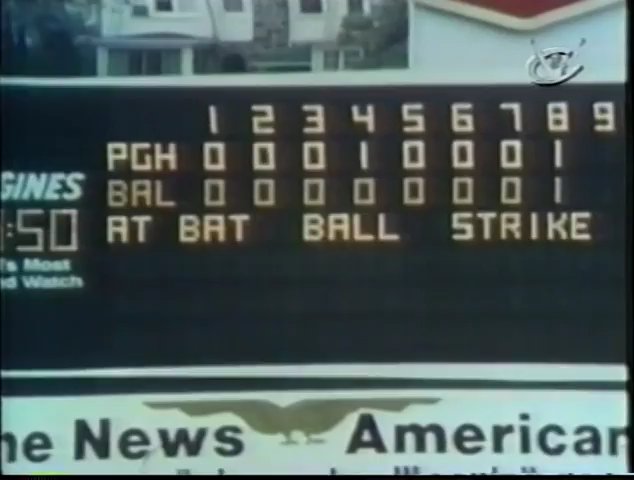 1 2 3 4 5 6 7 8 9
PGH 0 0 0 1 0 0 0 1
GINES BAL 0 0 0 0 0 0 0 1
:50 AT BAT BALL STRIKE
's Most
d Watch
he News American